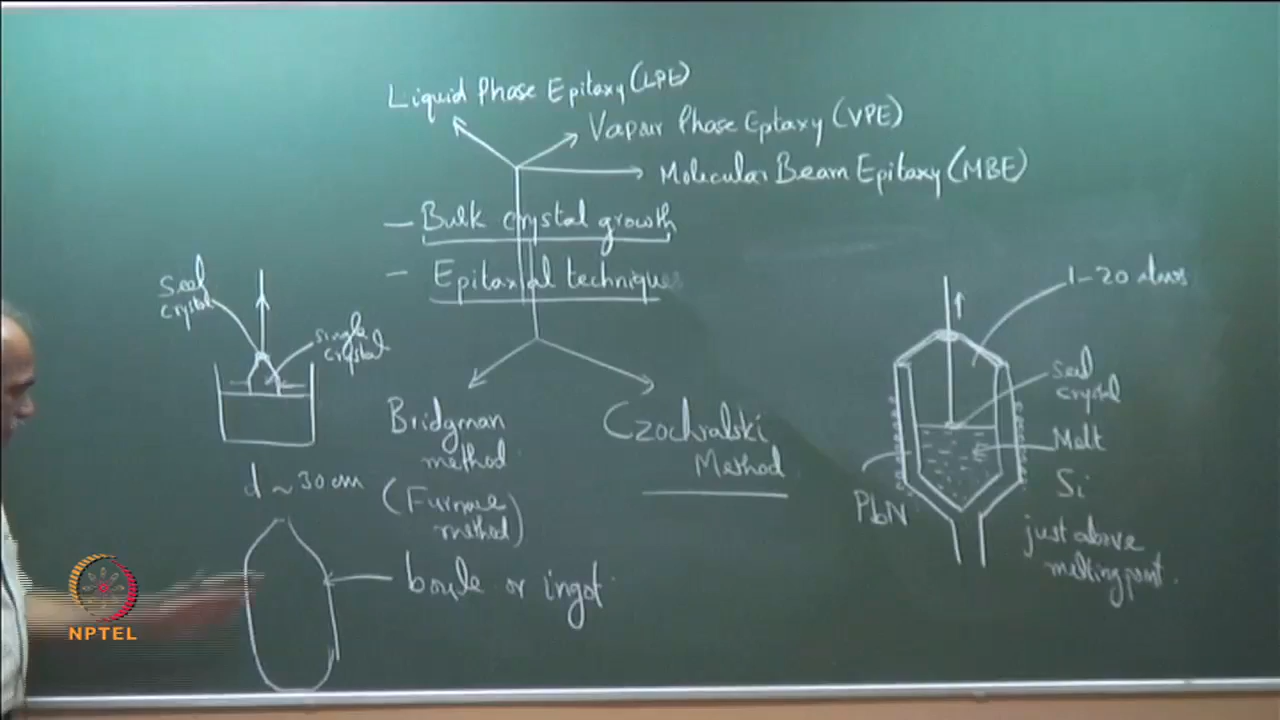 Liquid Phase Epitaxy (LPE)
Vapour Phase Eptaxy (VPE)
Molecular Beam Epitaxy (MBE)
- Bulk crystal growth
- Epitaxial techniques
Seed
crystal
single
crystal
Bridgman
method
(Furnace
method)
Czochralski
Method
d ~ 30 cm
boule or ingot
1-20 atms
seed
crystal
Melt
Si
just above
melting point.
PbN
NPTEL